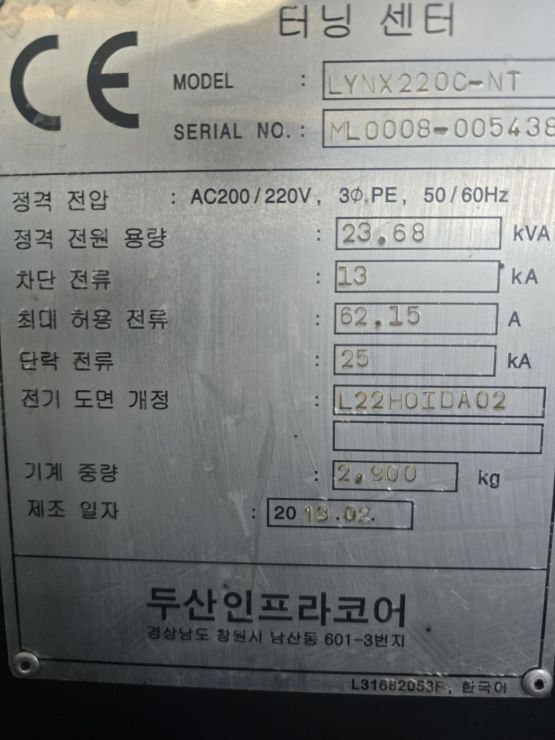 터닝 센터
CE
MODEL : LYNX220C-NT
SERIAL NO. : ML0008-005438
정격 전압 : AC200/220V, 3Φ.PE, 50/60Hz
정격 전원 용량 : 23.68 kVA
차단 전류 : 13 kA
최대 허용 전류 : 62.15 A
단락 전류 : 25 kA
전기 도면 개정 : L22HOIDA02
:
기계 중량 : 2,900 kg
제조 일자 : 2013.02.
두산인프라코어
경상남도 창원시 남산동 601-3번지
L31682053F, 한국어